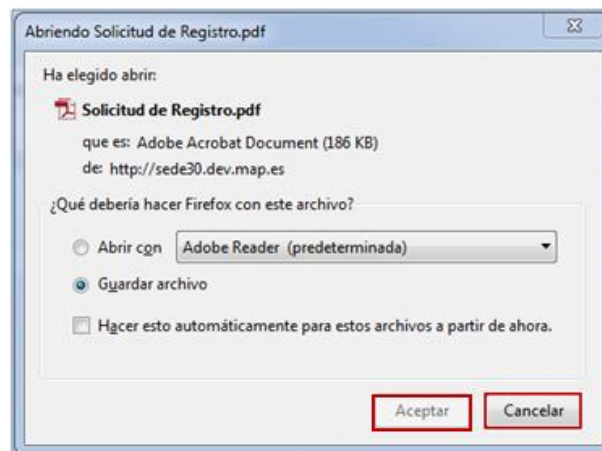 Abriendo Solicitud de Registro.pdf
Ha elegido abrir:
Solicitud de Registro.pdf
que es: Adobe Acrobat Document (186 KB)
de: http://sede30.dev.map.es
¿Qué debería hacer Firefox con este archivo?
Abrir con Adobe Reader (predeterminada)
Guardar archivo
Hacer esto automáticamente para estos archivos a partir de ahora.
Aceptar Cancelar